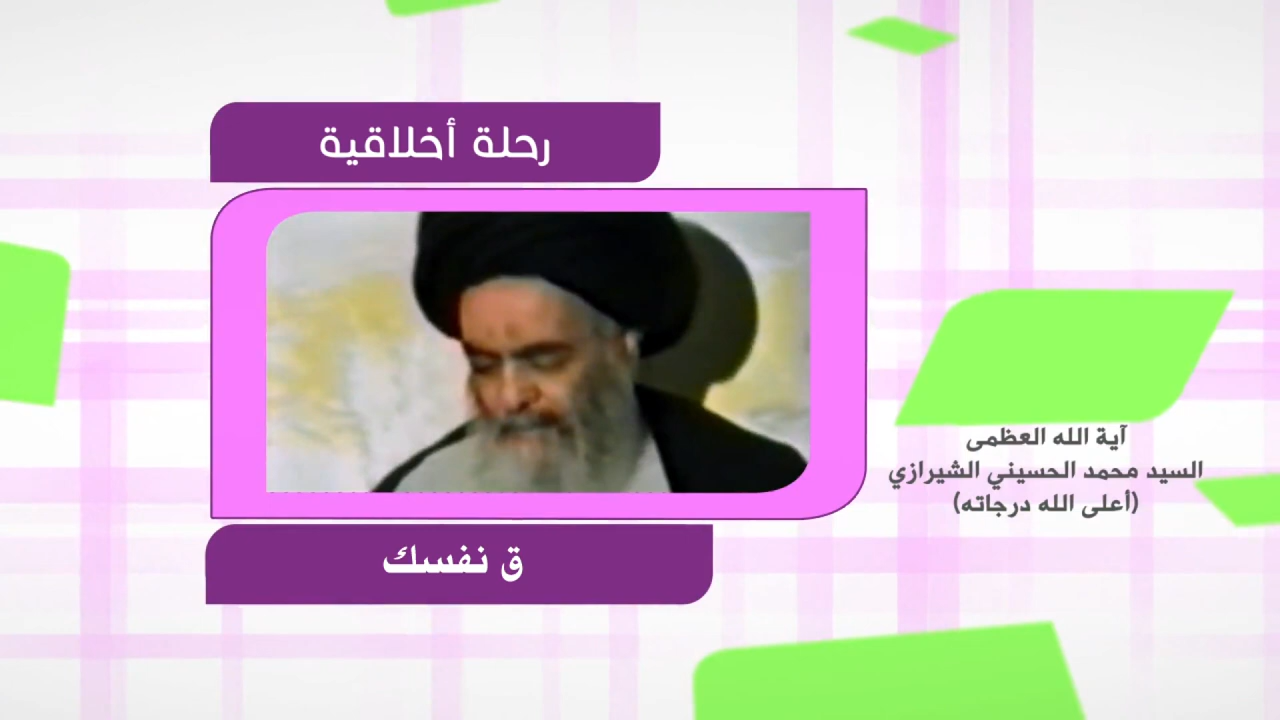 رحلة أخلاقية
آية الله العظمى
السيد محمد الحسيني الشيرازي
(أعلى الله درجاته)
ق نفسك